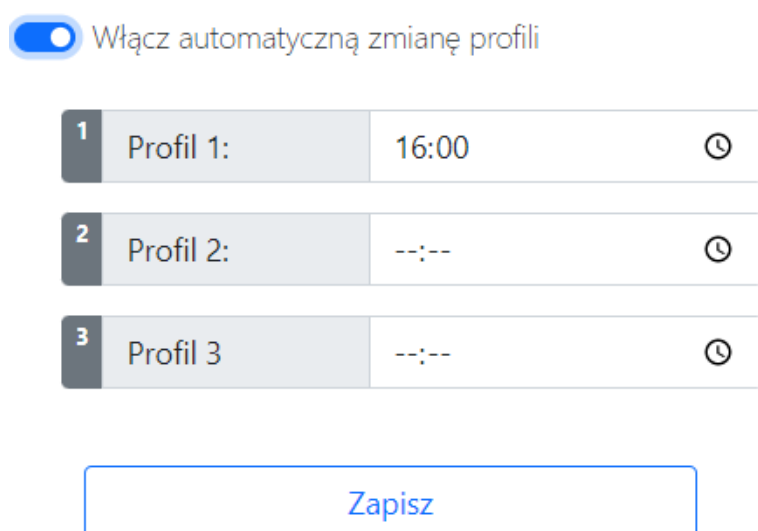 Włącz automatyczną zmianę profili
1 Profil 1: 16:00
2 Profil 2: --:--
3 Profil 3 --:--
Zapisz